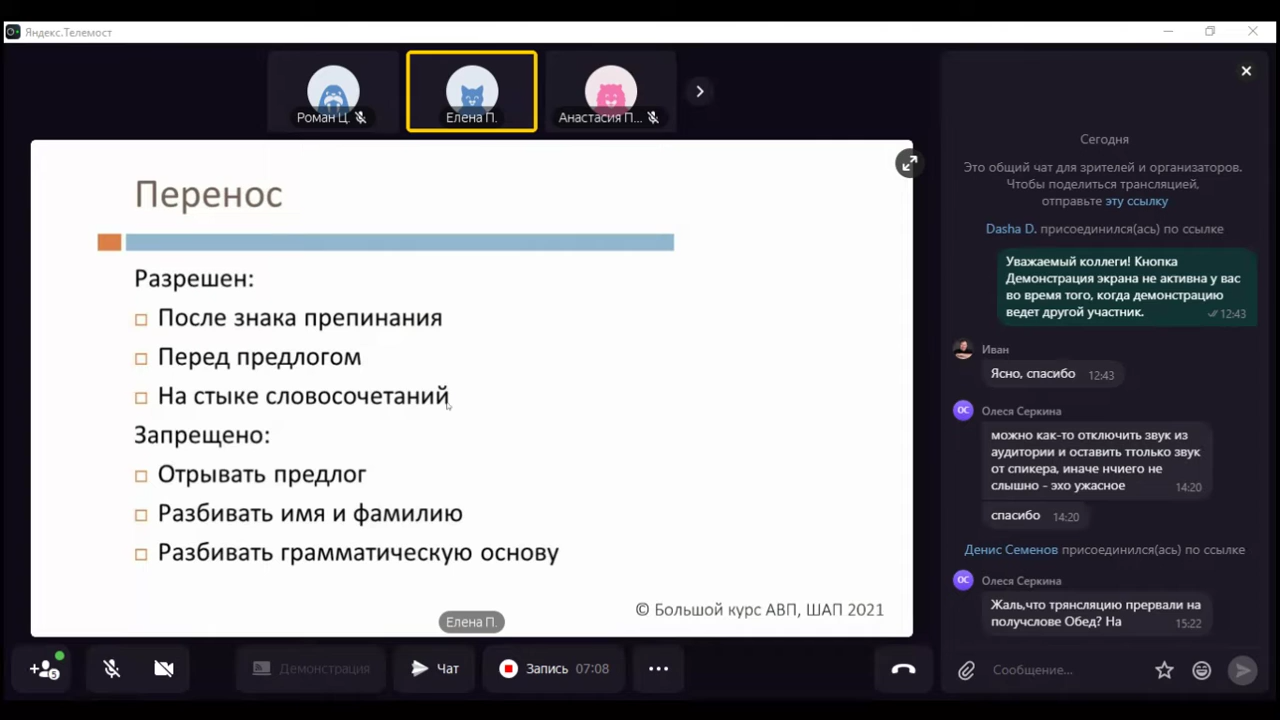 Яндекс.Телемост
Роман Ц.
Елена П.
Анастасия П...
Перенос
Разрешен:
После знака препинания
Перед предлогом
На стыке словосочетаний
Запрещено:
Отрывать предлог
Разбивать имя и фамилию
Разбивать грамматическую основу
© Большой курс АВП, ШАП 2021
Елена П.
5
Демонстрация
Чат
Запись 07:08
Сегодня
Это общий чат для зрителей и организаторов.
Чтобы поделиться трансляцией,
отправьте эту ссылку
Dasha D. присоединился(ась) по ссылке
Уважаемый коллеги! Кнопка
Демонстрация экрана не активна у вас
во время того, когда демонстрацию
ведет другой участник.
12:43
Иван
Ясно, спасибо 12:43
ОС Олеся Серкина
можно как-то отключить звук из
аудитории и оставить ттолько звук
от спикера, иначе нчиего не
слышно - эхо ужасное 14:20
спасибо 14:20
Денис Семенов присоединился(ась) по ссылке
ОС Олеся Серкина
Жаль,что трянсляцию прервали на
получслове Обед? На 15:22
Сообщение...